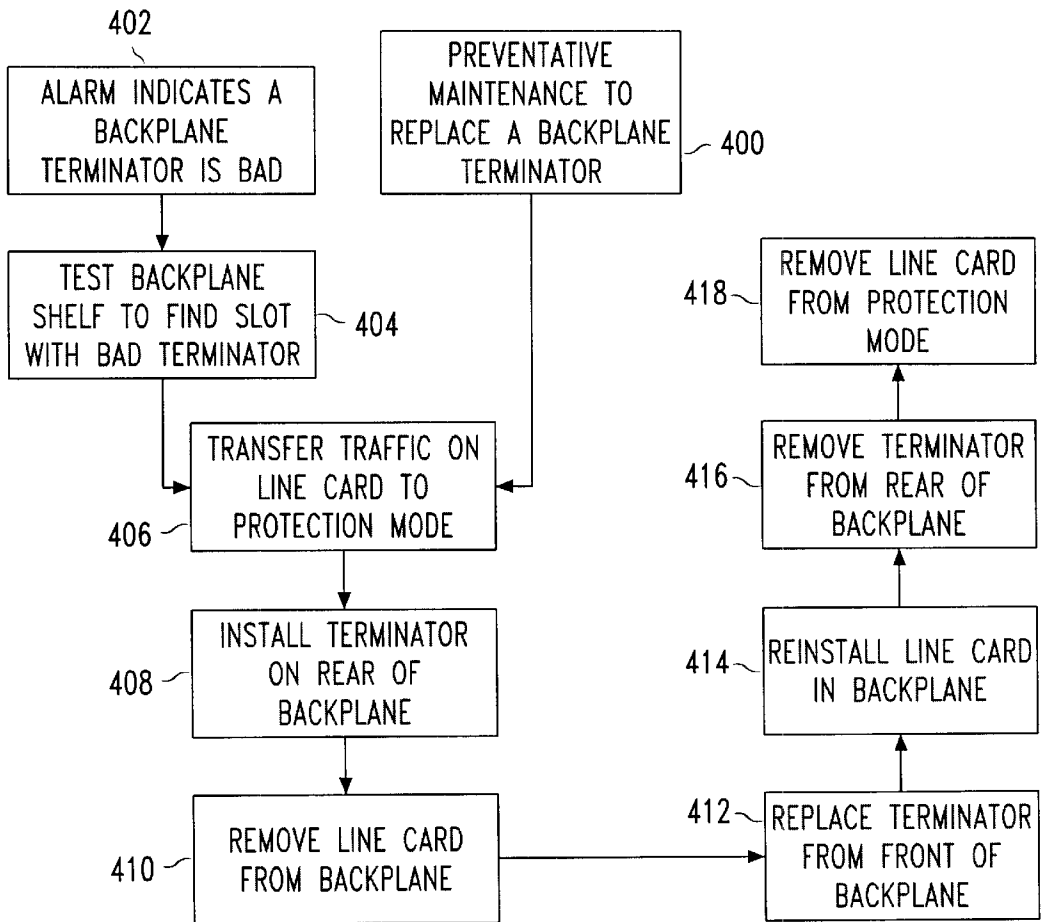 402
ALARM INDICATES A
BACKPLANE
TERMINATOR IS BAD
PREVENTATIVE
MAINTENANCE TO
REPLACE A BACKPLANE
TERMINATOR
400
TEST BACKPLANE
SHELF TO FIND SLOT
WITH BAD TERMINATOR
404
TRANSFER TRAFFIC ON
LINE CARD TO
PROTECTION MODE
406
INSTALL TERMINATOR
ON REAR OF
BACKPLANE
408
REMOVE LINE CARD
FROM BACKPLANE
410
412
REPLACE TERMINATOR
FROM FRONT OF
BACKPLANE
414
REINSTALL LINE CARD
IN BACKPLANE
416
REMOVE TERMINATOR
FROM REAR OF
BACKPLANE
418
REMOVE LINE CARD
FROM PROTECTION
MODE